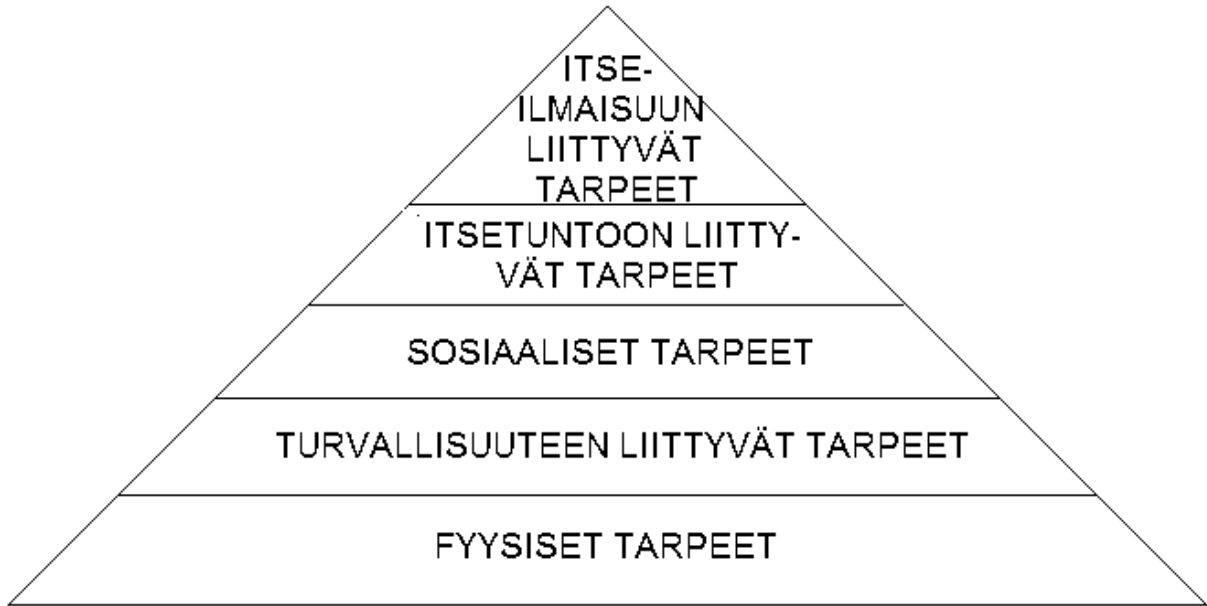 ITSE-
ILMAISUUN
LIITTYVÄT
TARPEET
ITSETUNTOON LIITTY-
VÄT TARPEET
SOSIAALISET TARPEET
TURVALLISUUTEEN LIITTYVÄT TARPEET
FYYSISET TARPEET